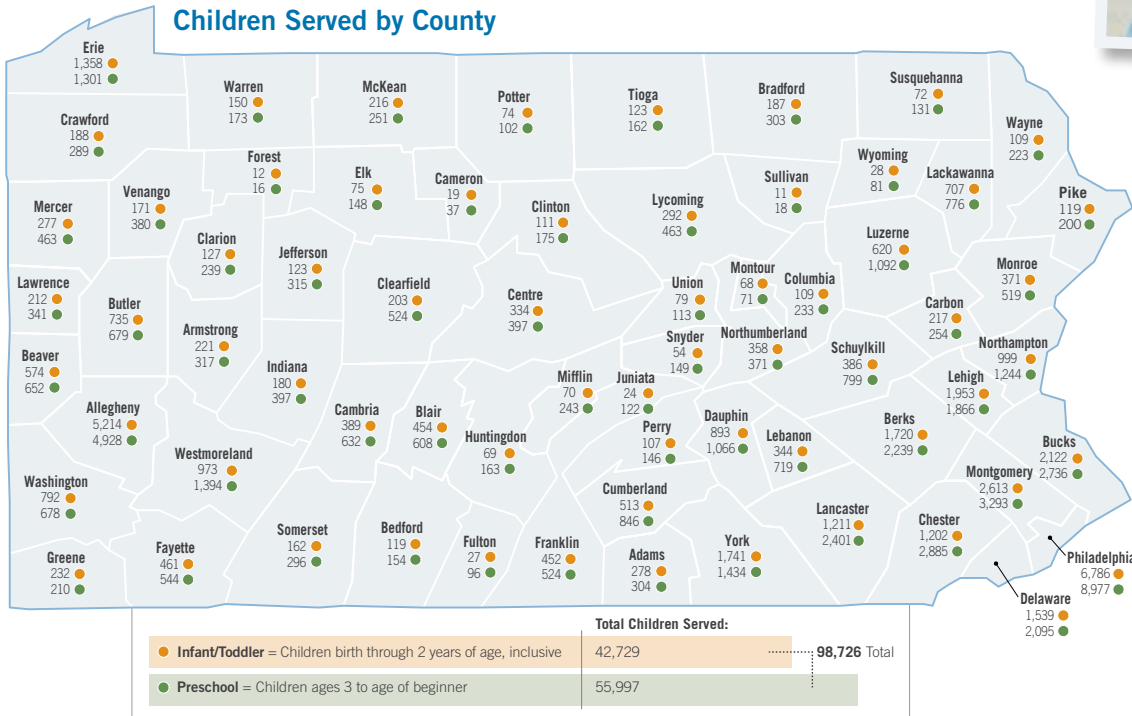 Children Served by County
Erie
1,358
1,301
Warren
150
173
McKean
216
251
Potter
74
102
Tioga
123
162
Bradford
187
303
Susquehanna
72
131
Wayne
109
223
Crawford
188
289
Forest
12
16
Elk
75
148
Cameron
19
37
Clinton
111
175
Lycoming
292
463
Sullivan
11
18
Wyoming
28
81
Lackawanna
707
776
Pike
119
200
Mercer
277
463
Venango
171
380
Clarion
127
239
Jefferson
123
315
Clearfield
203
524
Centre
334
397
Union
79
113
Montour
68
71
Columbia
109
233
Luzerne
620
1,092
Monroe
371
519
Lawrence
212
341
Butler
735
679
Armstrong
221
317
Indiana
180
397
Snyder
54
149
Northumberland
358
371
Schuylkill
386
799
Carbon
217
254
Northampton
999
1,244
Beaver
574
652
Allegheny
5,214
4,928
Westmoreland
973
1,394
Cambria
389
632
Blair
454
608
Huntingdon
69
163
Mifflin
70
243
Juniata
24
122
Perry
107
146
Dauphin
893
1,066
Lebanon
344
719
Berks
1,720
2,239
Lehigh
1,953
1,866
Bucks
2,122
2,736
Montgomery
2,613
3,293
Washington
792
678
Greene
232
210
Fayette
461
544
Somerset
162
296
Bedford
119
154
Fulton
27
96
Franklin
452
524
Cumberland
513
846
Adams
278
304
York
1,741
1,434
Lancaster
1,211
2,401
Chester
1,202
2,885
Philadelphia
6,786
8,977
Delaware
1,539
2,095
Total Children Served:
Infant/Toddler = Children birth through 2 years of age, inclusive 42,729 98,726 Total
Preschool = Children ages 3 to age of beginner 55,997